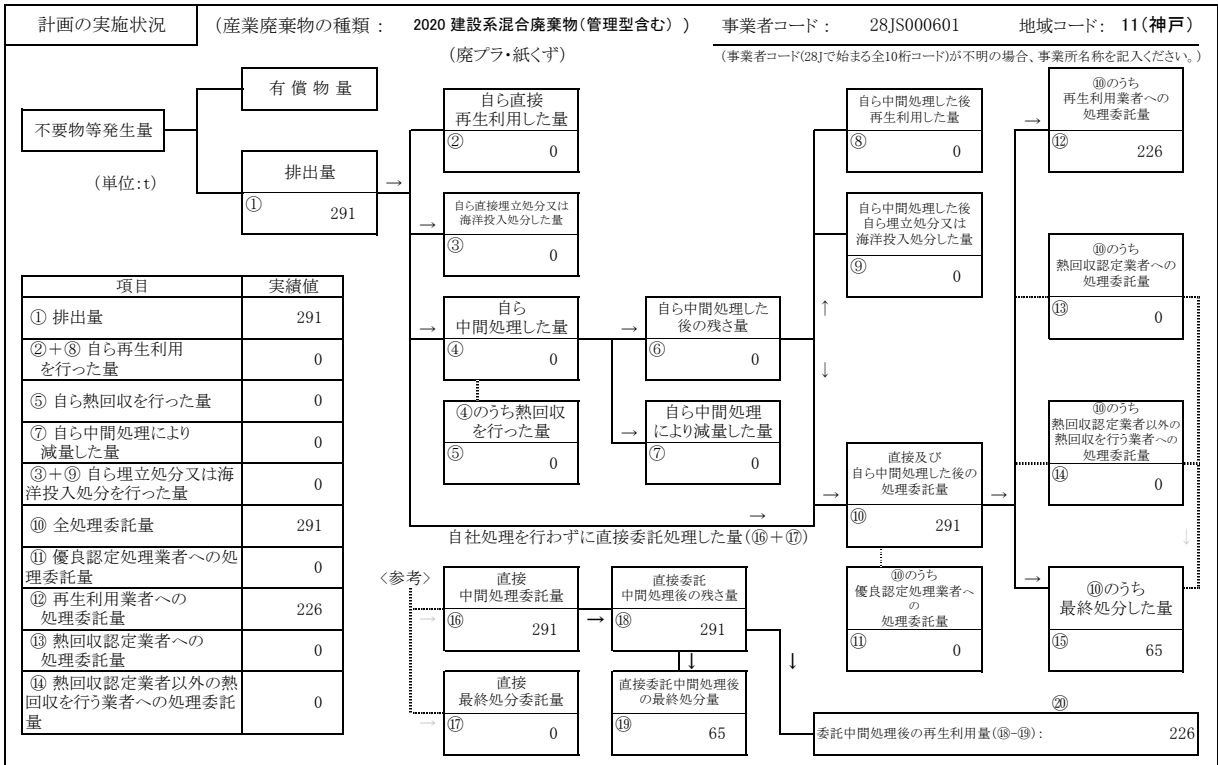 計画の実施状況 (産業廃棄物の種類: 2020 建設系混合廃棄物(管理型含む) ) 事業者コード: 28JS000601 地域コード: 11(神戸)
(廃プラ・紙くず) (事業者コード(28Jで始まる全10桁コード)が不明の場合、事業所名称を記入ください。)
不要物等発生量
(単位:t)
有償物量
排出量
→
① 291
自ら直接
再生利用した量
② 0
→
自ら直接埋立処分又は
海洋投入処分した量
③ 0
→
自ら
中間処理した量
④ 0
④のうち熱回収
を行った量
⑤ 0
→
自ら中間処理した
後の残さ量
⑥ 0
→
自ら中間処理
により減量した量
⑦ 0
自ら中間処理した後
再生利用した量
⑧ 0
自ら中間処理した後
自ら埋立処分又は
海洋投入処分した量
⑨ 0
↑
↓
→
直接及び
自ら中間処理した後の
処理委託量
→
⑩ 291
⑩のうち
優良認定処理業者へ
の
処理委託量
⑪ 0
→
⑩のうち
再生利用業者への
処理委託量
⑫ 226
⑩のうち
熱回収認定業者への
処理委託量
⑬ 0
⑩のうち
熱回収認定業者以外の
熱回収を行う業者への
処理委託量
⑭ 0
↓
→
⑩のうち
最終処分した量
⑮ 65
→
自社処理を行わずに直接委託処理した量(⑯+⑰)
〈参考〉
→
直接
中間処理委託量
⑯ 291
→
直接委託
中間処理後の残さ量
⑱ 291
→
直接
最終処分委託量
⑰ 0
↓
直接委託中間処理後
の最終処分量
⑲ 65
↓
⑳
委託中間処理後の再生利用量(⑱-⑲): 226
項目 実績値
① 排出量 291
②+⑧ 自ら再生利用
を行った量 0
⑤ 自ら熱回収を行った量 0
⑦ 自ら中間処理により
減量した量 0
③+⑨ 自ら埋立処分又は海
洋投入処分を行った量 0
⑩ 全処理委託量 291
⑪ 優良認定処理業者への処
理委託量 0
⑫ 再生利用業者への
処理委託量 226
⑬ 熱回収認定業者への
処理委託量 0
⑭ 熱回収認定業者以外の熱
回収を行う業者への処理委託
量 0